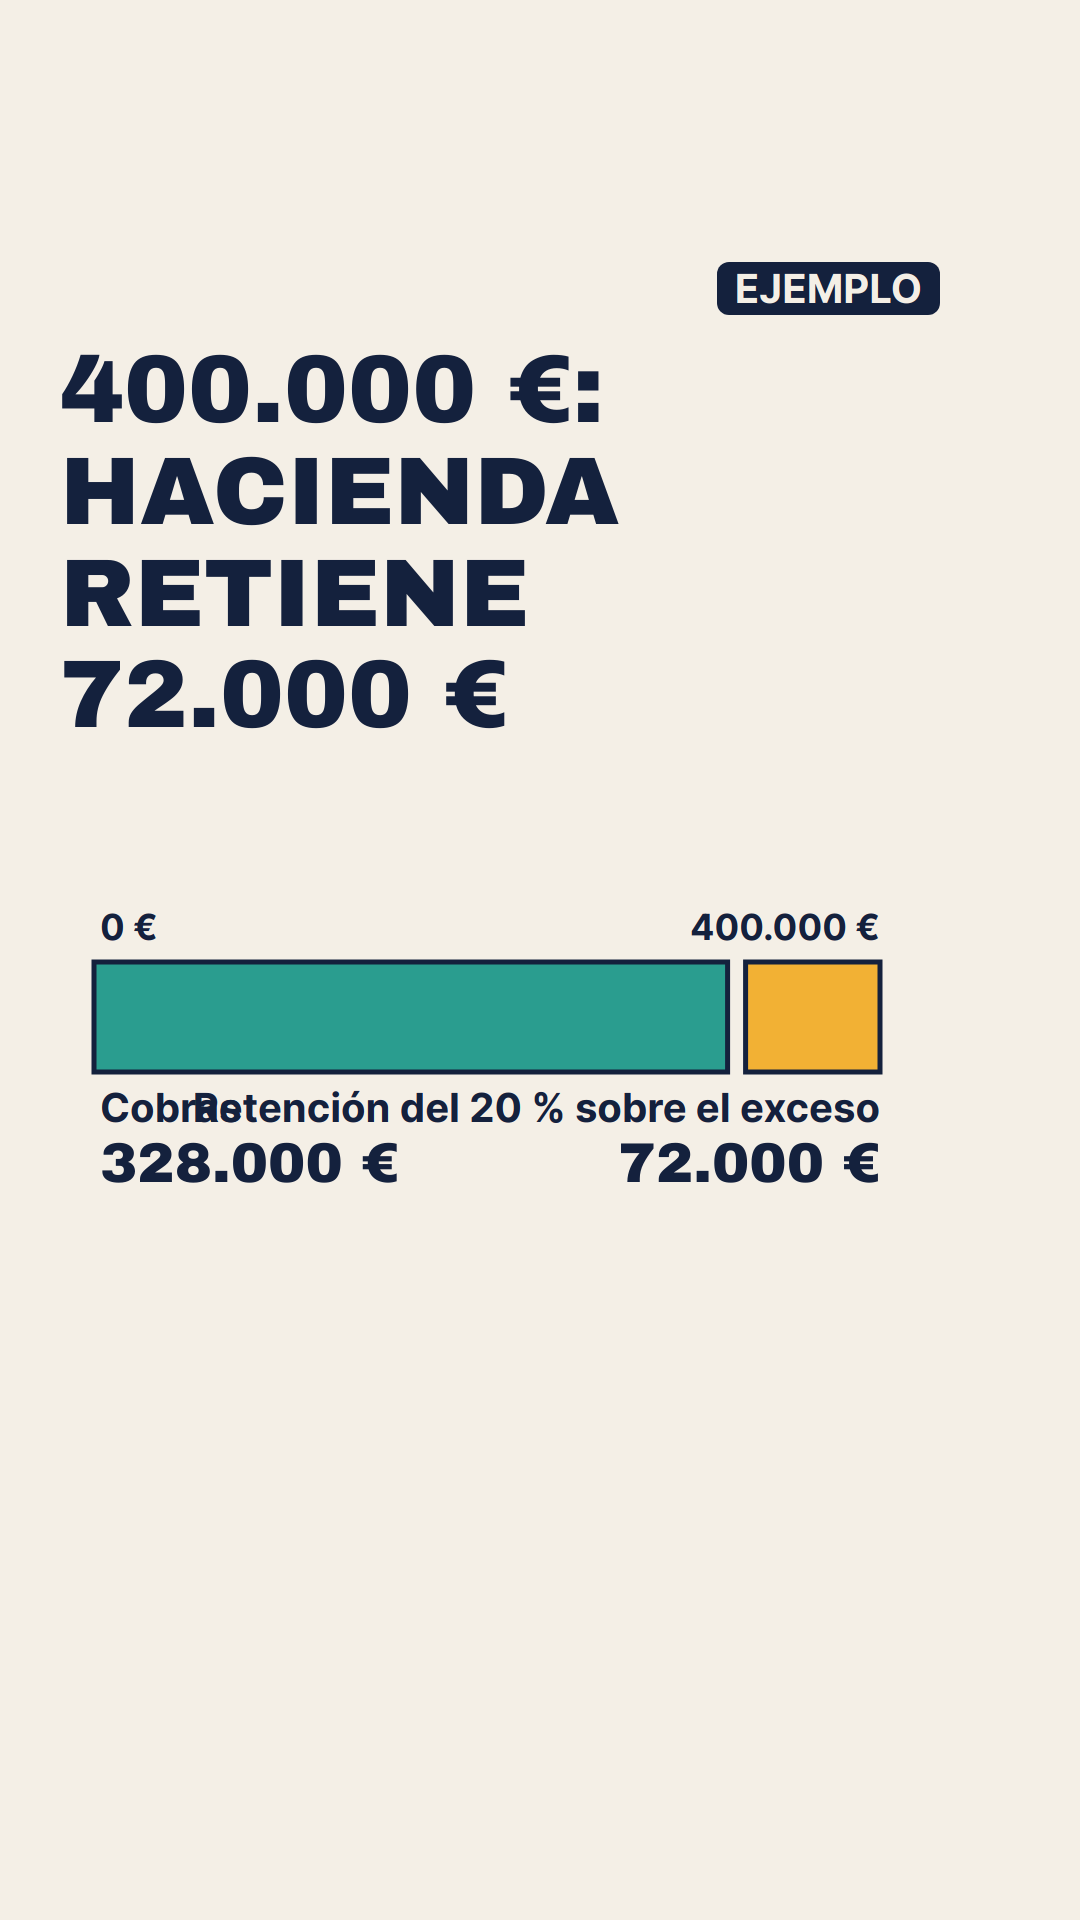 EJEMPLO
400.000 €:
HACIENDA
RETIENE
72.000 €
0 €
400.000 €
Cobras
Retención del 20 % sobre el exceso
328.000 €
72.000 €